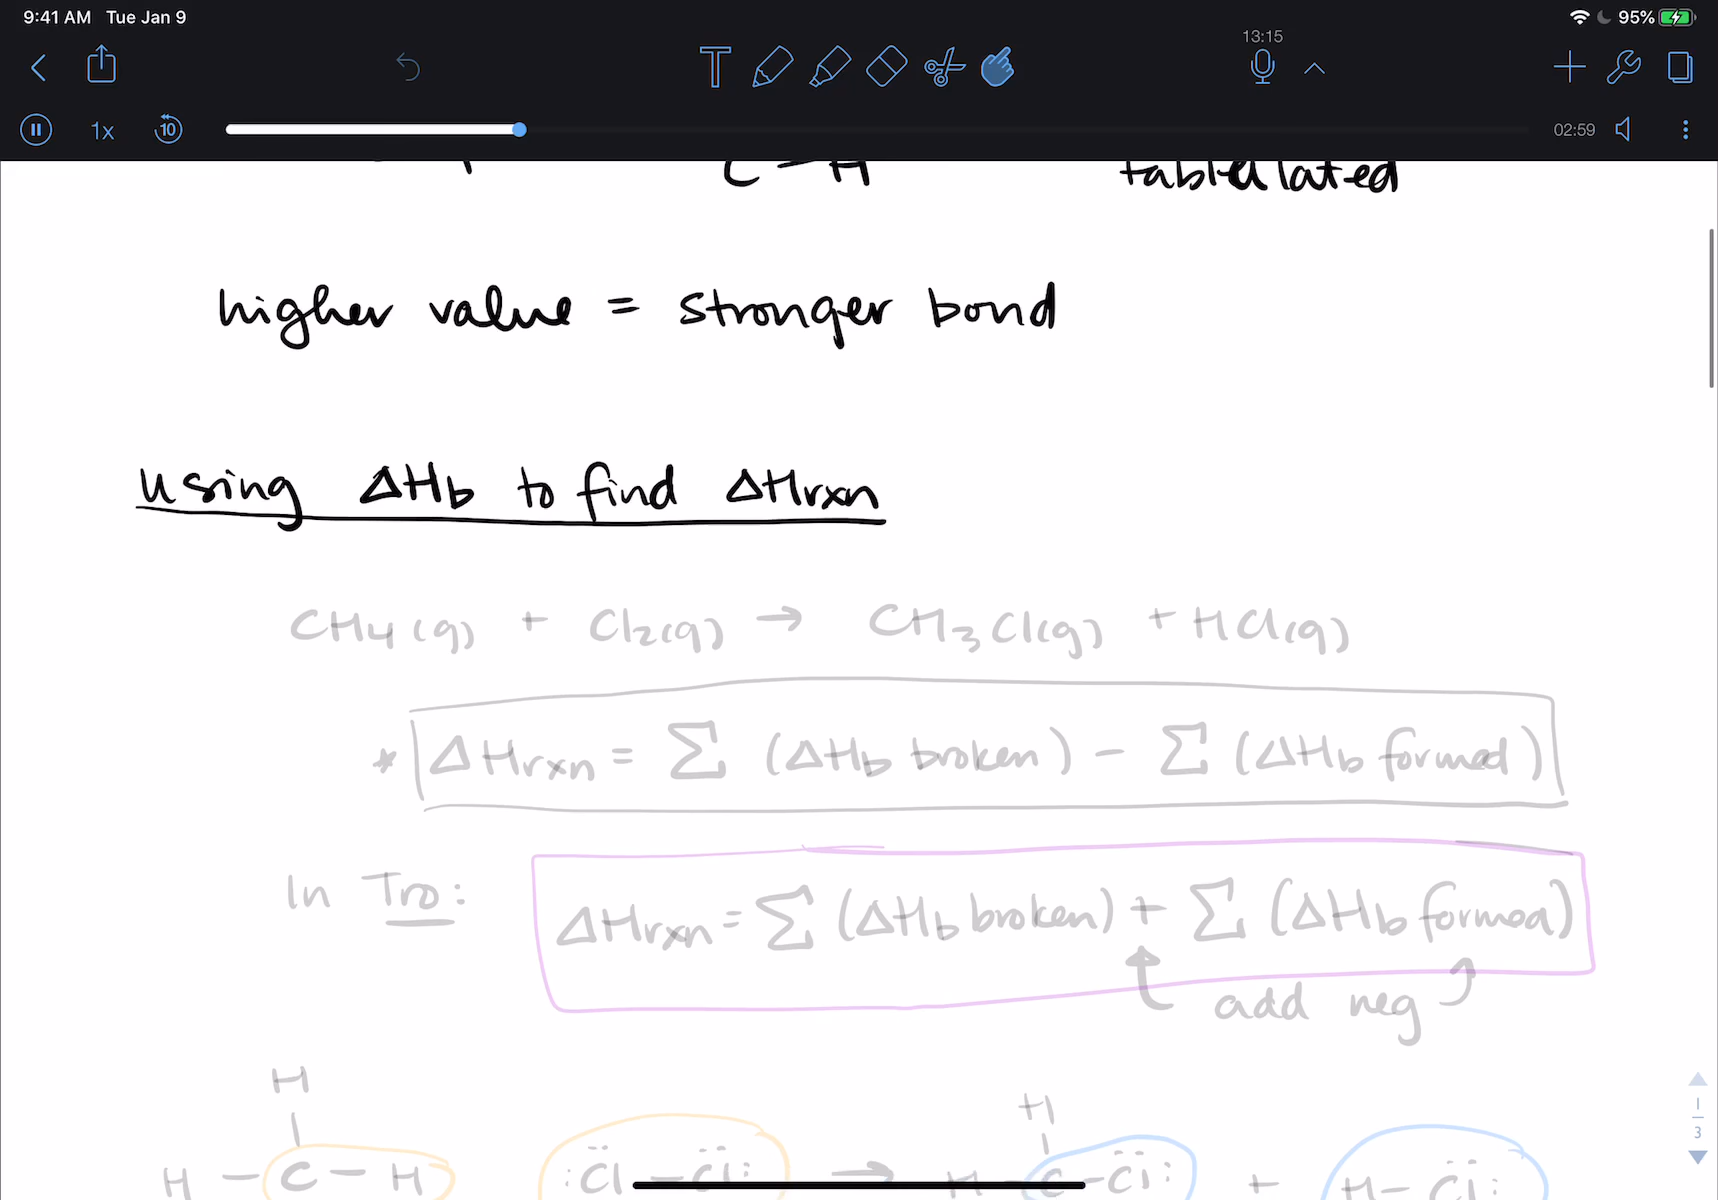 9:41 AM Tue Jan 9 95%
13:15
1x 10 02:59
C - H tabulated
higher value = stronger bond
using ΔHb to find ΔHrxn
CH4(g) + Cl2(g) → CH3Cl(g) + HCl(g)
* ΔHrxn = Σ (ΔHb broken) - Σ (ΔHb formed)
In Tro: ΔHrxn = Σ (ΔHb broken) + Σ (ΔHb formed)
add neg
H H
H - C - H :Cl - Cl: → H - C - Cl: + H - Cl:
1
3